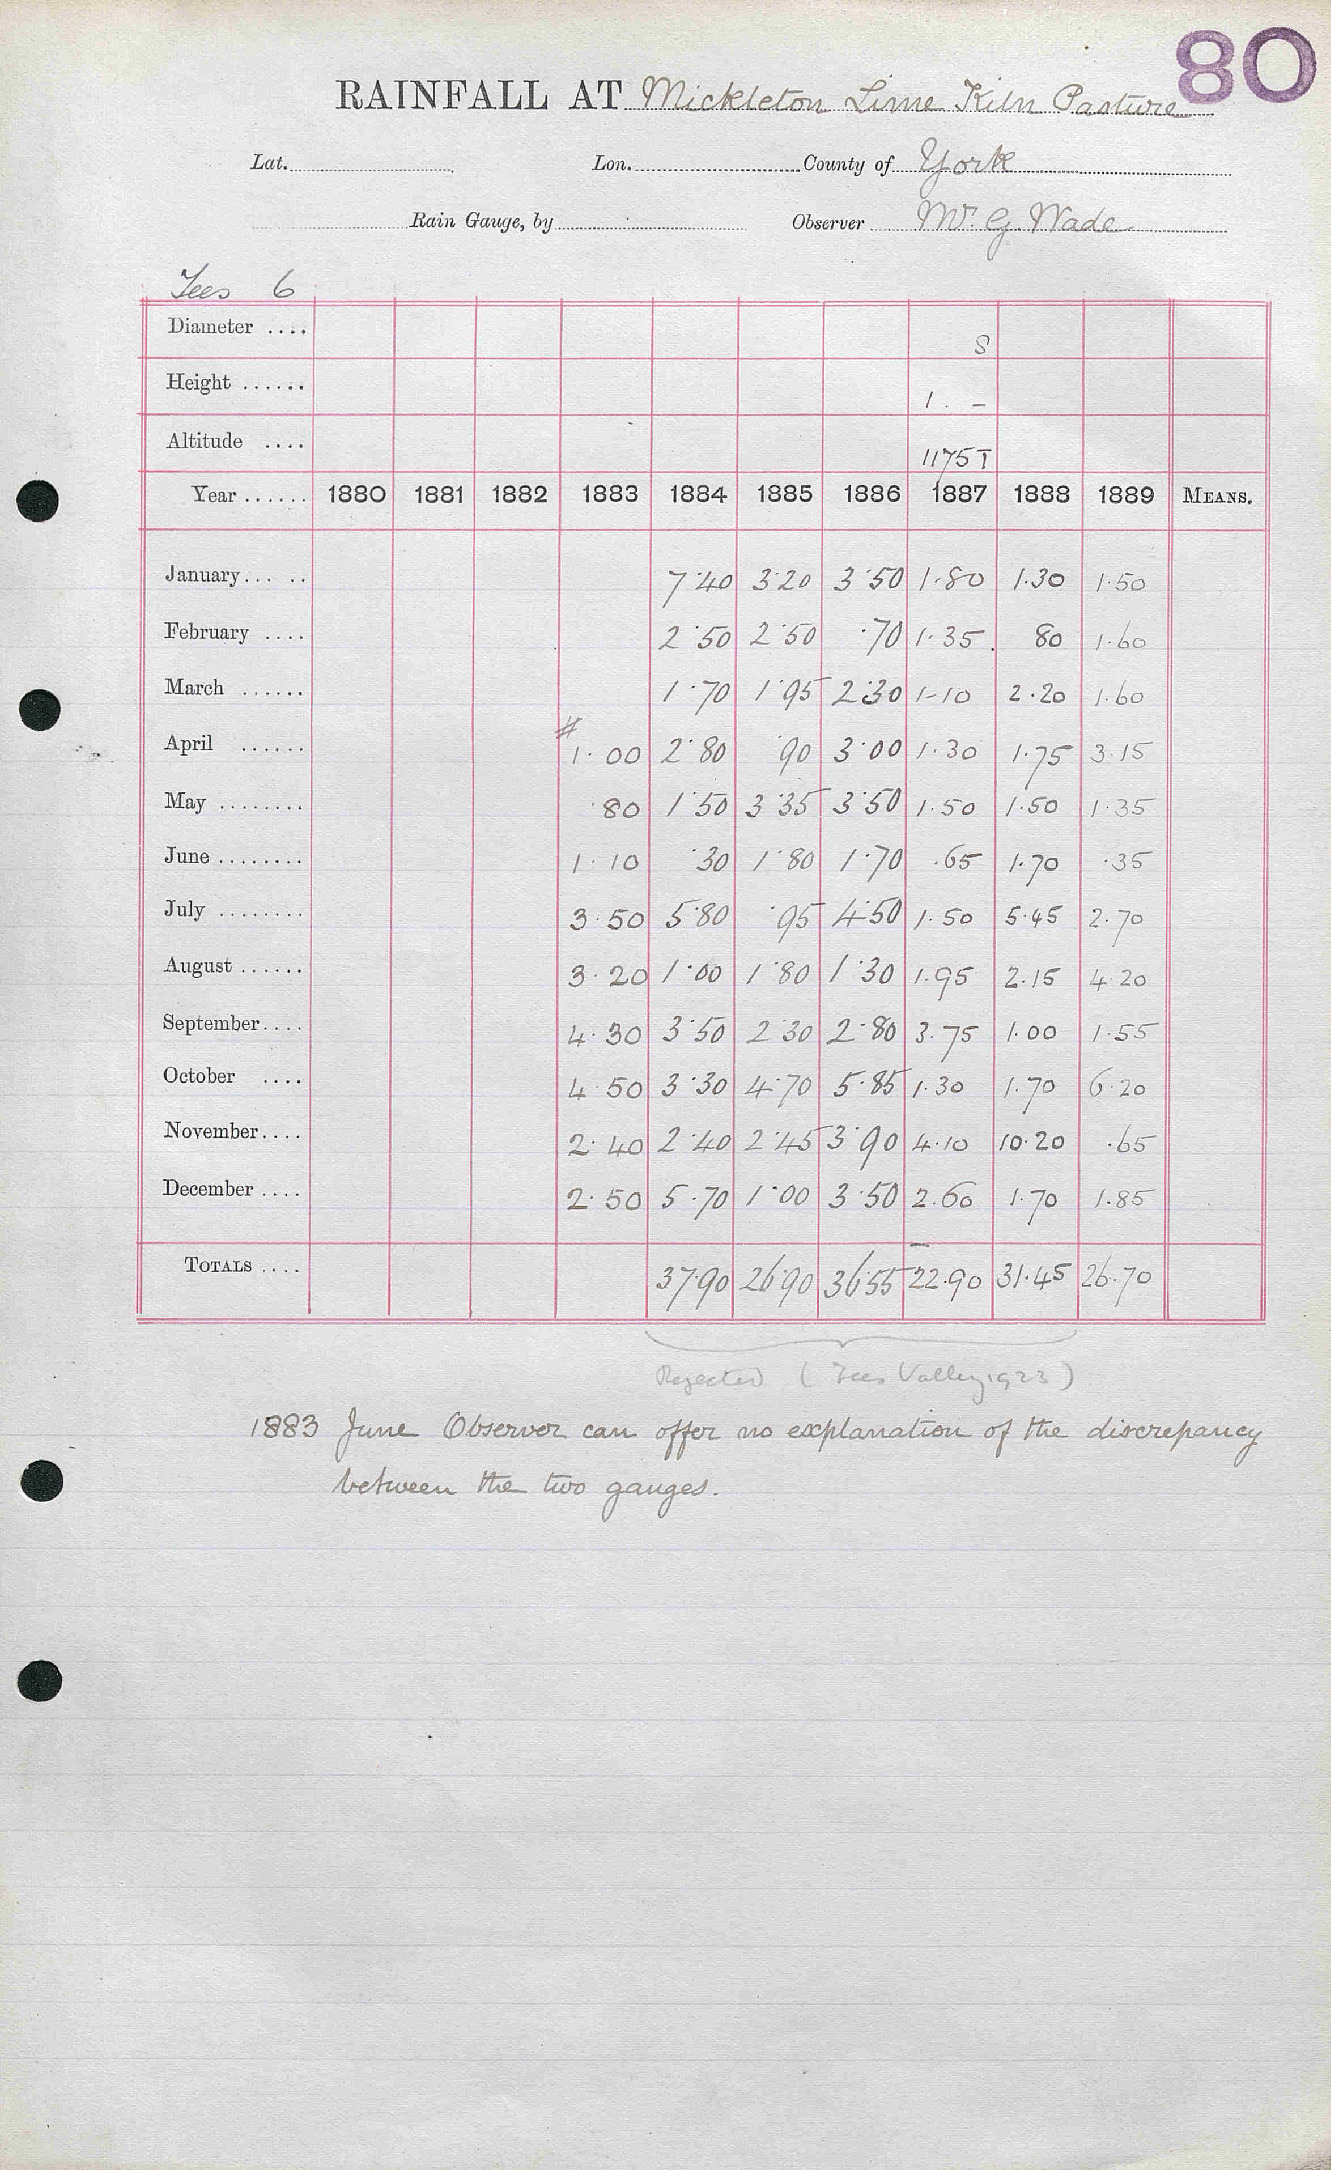 80
RAINFALL AT Mickleton Lime Kiln Pasture
Lat. Lon. County of York
Rain Gauge, by Observer Mr. G Wade
Tees 6
Diameter .... S
Height ...... 1 . –
Altitude .... 1175 T
Year ...... 1880 1881 1882 1883 1884 1885 1886 1887 1888 1889 MEANS.
January... .. 7·40 3·20 3·50 1·80 1·30 1·50
February .... 2·50 2·50 ·70 1·35 80 1·60
March ...... 1·70 1·95 2·30 1-10 2·20 1·60
April ...... # 1·00 2·80 90 3·00 1·30 1·75 3·15
May ........ ·80 1·50 3·35 3·50 1·50 1·50 1·35
June ........ 1·10 ·30 1·80 1·70 ·65 1·70 ·35
July ........ 3·50 5·80 ·95 4·50 1·50 5·45 2·70
August ...... 3·20 1·00 1·80 1·30 1·95 2·15 4·20
September.... 4·30 3·50 2·30 2·80 3·75 1·00 1·55
October .... 4·50 3·30 4·70 5·85 1·30 1·70 6·20
November.... 2·40 2·40 2·45 3·90 4·10 10·20 ·65
December .... 2·50 5·70 1·00 3·50 2·60 1·70 1·85
TOTALS .... 37·90 26·90 36·55 22·90 31·45 26·70
Rejected (Tees Valley 1923)
1883 June Observer can offer no explanation of the discrepancy
between the two gauges.